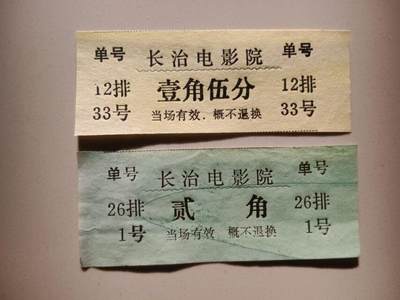 单号 长治电影院 单号
12排 壹角伍分 12排
33号 当场有效．概不退换 33号
单号 长治电影院 单号
26排 贰角 26排
1号 当场有效 概不退换 1号